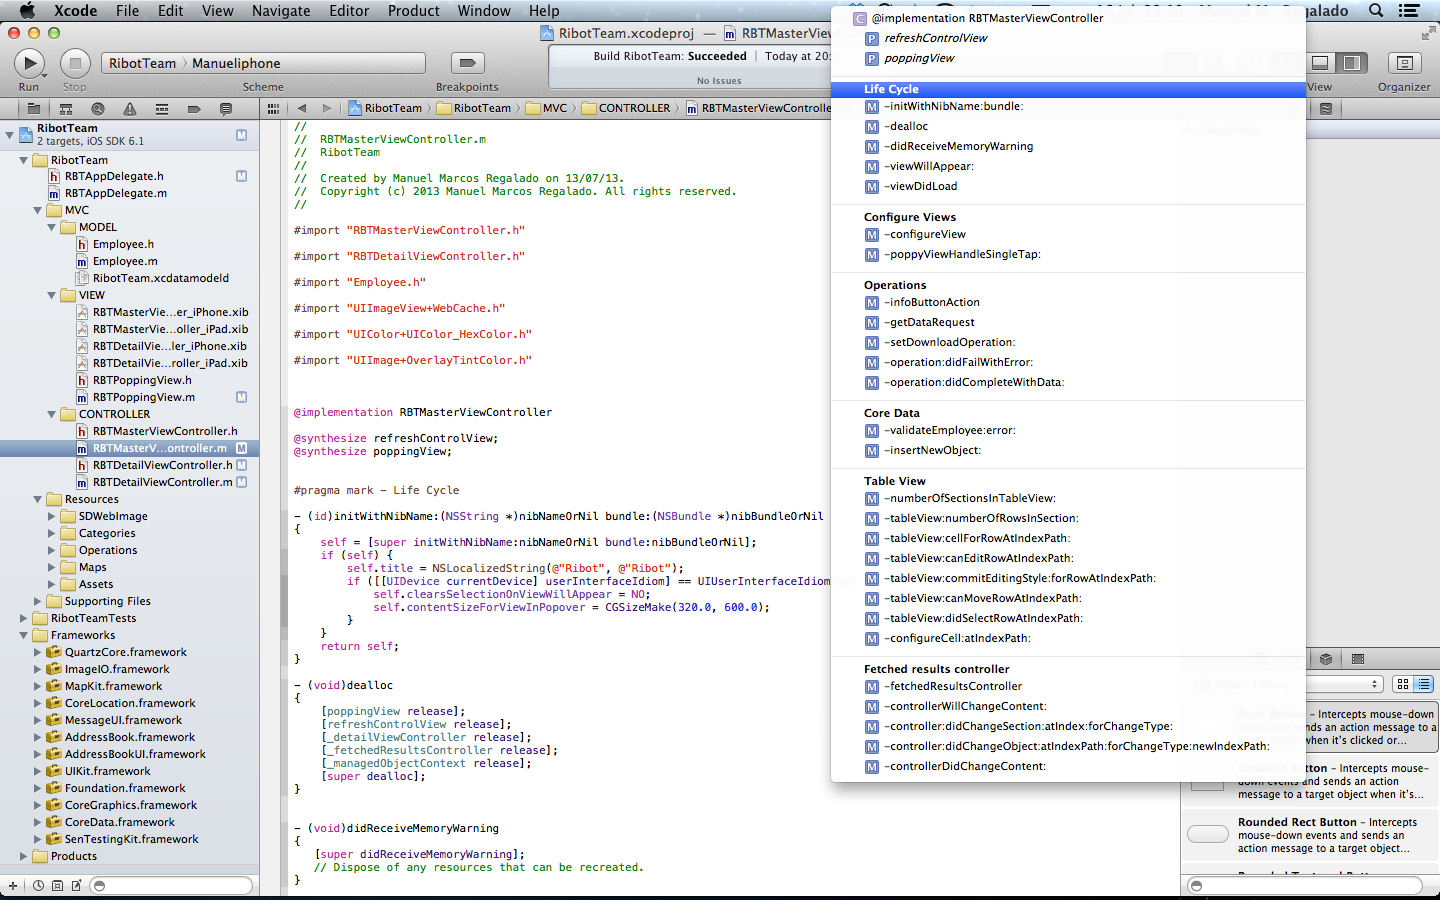 Xcode File Edit View Navigate Editor Product Window Help
RibotTeam.xcodeproj — RBTMasterView
RibotTeam Manueliphone
Build RibotTeam: Succeeded Today at 20:
No Issues
Run Stop Scheme Breakpoints View Organizer
RibotTeam RibotTeam MVC CONTROLLER RBTMasterViewControlle
RibotTeam M
2 targets, iOS SDK 6.1
RibotTeam
RBTAppDelegate.h M
RBTAppDelegate.m
MVC
MODEL
Employee.h
Employee.m
RibotTeam.xcdatamodeld
VIEW
RBTMasterVie...er_iPhone.xib
RBTMasterVie...oller_iPad.xib
RBTDetailVie...ler_iPhone.xib
RBTDetailVie...roller_iPad.xib
RBTPoppingView.h
RBTPoppingView.m M
CONTROLLER
RBTMasterViewController.h
RBTMasterV...ontroller.m M
RBTDetailViewController.h M
RBTDetailViewController.m M
Resources
SDWebImage
Categories
Operations
Maps
Assets
Supporting Files
RibotTeamTests
Frameworks
QuartzCore.framework
ImageIO.framework
MapKit.framework
CoreLocation.framework
MessageUI.framework
AddressBook.framework
AddressBookUI.framework
UIKit.framework
Foundation.framework
CoreGraphics.framework
CoreData.framework
SenTestingKit.framework
Products
//
// RBTMasterViewController.m
// RibotTeam
//
// Created by Manuel Marcos Regalado on 13/07/13.
// Copyright (c) 2013 Manuel Marcos Regalado. All rights reserved.
//
#import "RBTMasterViewController.h"
#import "RBTDetailViewController.h"
#import "Employee.h"
#import "UIImageView+WebCache.h"
#import "UIColor+UIColor_HexColor.h"
#import "UIImage+OverlayTintColor.h"
@implementation RBTMasterViewController
@synthesize refreshControlView;
@synthesize poppingView;
#pragma mark - Life Cycle
- (id)initWithNibName:(NSString *)nibNameOrNil bundle:(NSBundle *)nibBundleOrNil
{
self = [super initWithNibName:nibNameOrNil bundle:nibBundleOrNil];
if (self) {
self.title = NSLocalizedString(@"Ribot", @"Ribot");
if ([[UIDevice currentDevice] userInterfaceIdiom] == UIUserInterfaceIdiom
self.clearsSelectionOnViewWillAppear = NO;
self.contentSizeForViewInPopover = CGSizeMake(320.0, 600.0);
}
}
return self;
}
- (void)dealloc
{
[poppingView release];
[refreshControlView release];
[_detailViewController release];
[_fetchedResultsController release];
[_managedObjectContext release];
[super dealloc];
}
- (void)didReceiveMemoryWarning
{
[super didReceiveMemoryWarning];
// Dispose of any resources that can be recreated.
}
C @implementation RBTMasterViewController
P refreshControlView
P poppingView
Life Cycle
M -initWithNibName:bundle:
M -dealloc
M -didReceiveMemoryWarning
M -viewWillAppear:
M -viewDidLoad
Configure Views
M -configureView
M -poppyViewHandleSingleTap:
Operations
M -infoButtonAction
M -getDataRequest
M -setDownloadOperation:
M -operation:didFailWithError:
M -operation:didCompleteWithData:
Core Data
M -validateEmployee:error:
M -insertNewObject:
Table View
M -numberOfSectionsInTableView:
M -tableView:numberOfRowsInSection:
M -tableView:cellForRowAtIndexPath:
M -tableView:canEditRowAtIndexPath:
M -tableView:commitEditingStyle:forRowAtIndexPath:
M -tableView:canMoveRowAtIndexPath:
M -tableView:didSelectRowAtIndexPath:
M -configureCell:atIndexPath:
Fetched results controller
M -fetchedResultsController
M -controllerWillChangeContent:
M -controller:didChangeSection:atIndex:forChangeType:
M -controller:didChangeObject:atIndexPath:forChangeType:newIndexPath:
M -controllerDidChangeContent:
- Intercepts mouse-down
and sends an action message to a
when it's clicked or...
Button - Intercepts mouse-
down events and sends an action
message to a target object when it's...
Rounded Rect Button - Intercepts
mouse-down events and sends an
action message to a target object...